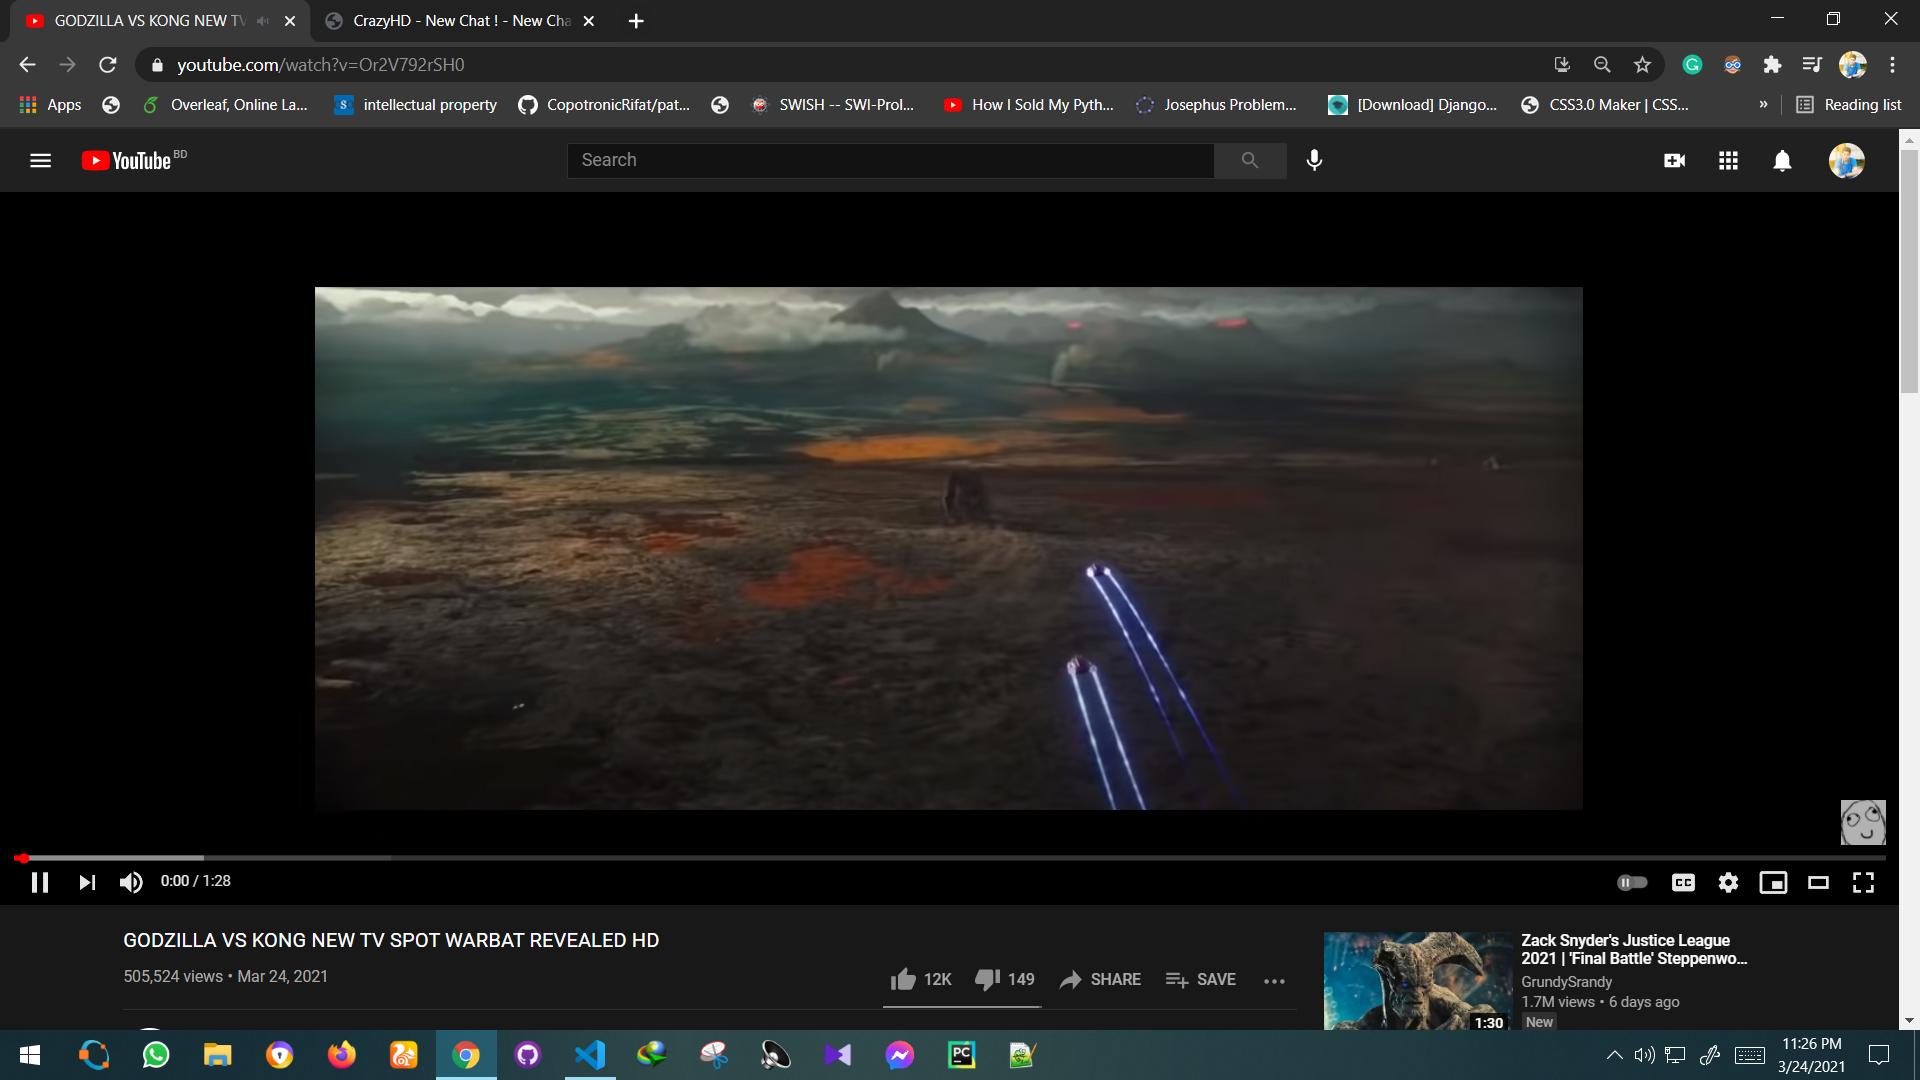 GODZILLA VS KONG NEW TV
CrazyHD - New Chat ! - New Cha
youtube.com/watch?v=Or2V792rSH0
Apps
Overleaf, Online La...
intellectual property
CopotronicRifat/pat...
SWISH -- SWI-Prol...
How I Sold My Pyth...
Josephus Problem...
[Download] Django...
CSS3.0 Maker | CSS...
»
Reading list
YouTube BD
Search
0:00 / 1:28
CC
GODZILLA VS KONG NEW TV SPOT WARBAT REVEALED HD
505,524 views • Mar 24, 2021
12K
149
SHARE
SAVE
Zack Snyder's Justice League
2021 | 'Final Battle' Steppenwo...
GrundySrandy
1.7M views • 6 days ago
New
1:30
PC
11:26 PM
3/24/2021